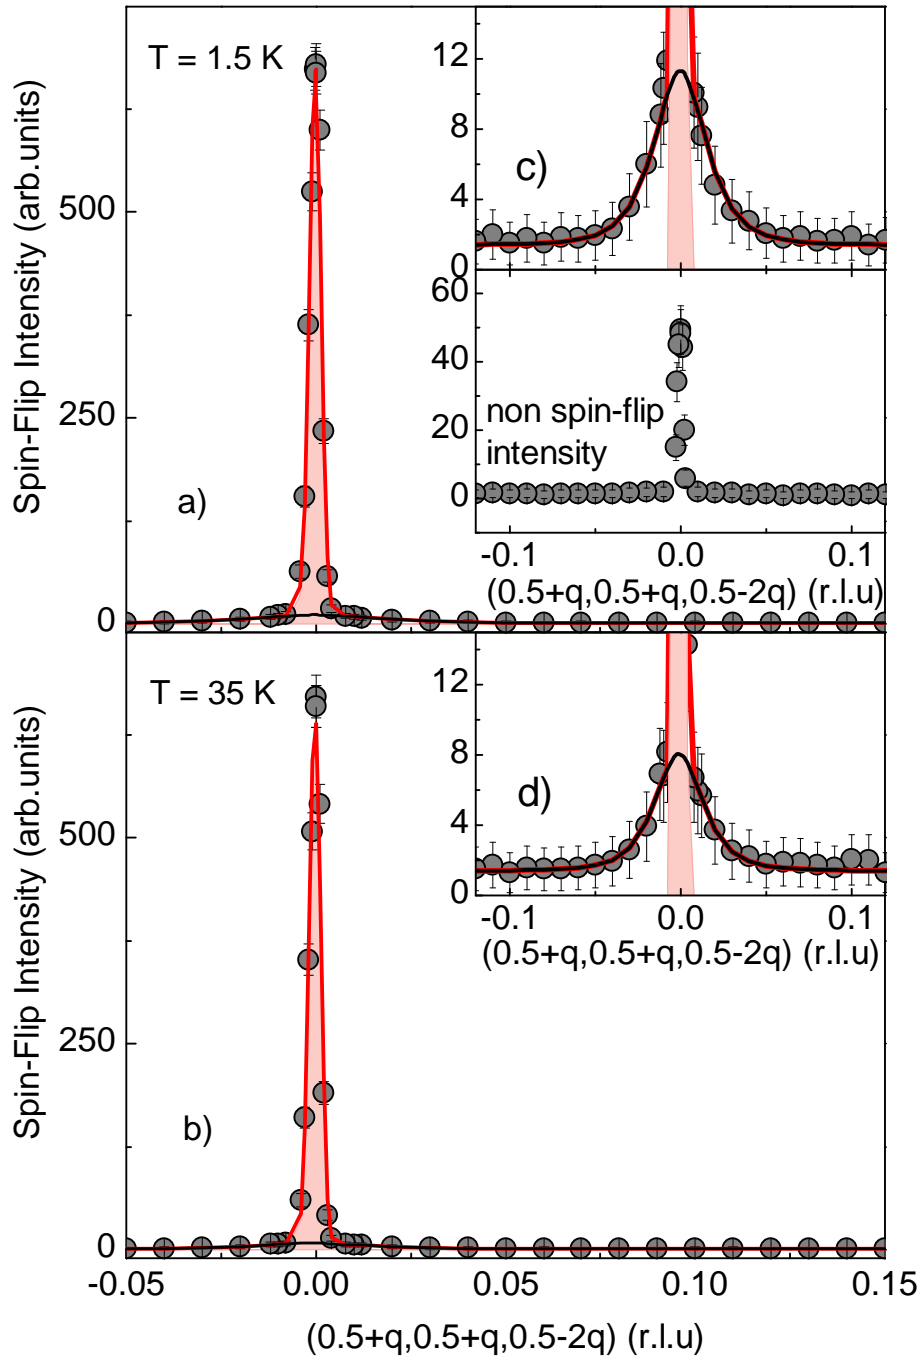 T = 1.5 K
Spin-Flip Intensity (arb.units)
500
250
0
a)
c)
12
8
4
0
60
40
20
0
non spin-flip
intensity
-0.1
0.0
0.1
(0.5+q,0.5+q,0.5-2q) (r.l.u)
T = 35 K
Spin-Flip Intensity (arb.units)
500
250
0
b)
d)
12
8
4
0
-0.1
0.0
0.1
(0.5+q,0.5+q,0.5-2q) (r.l.u)
-0.05
0.00
0.05
0.10
0.15
(0.5+q,0.5+q,0.5-2q) (r.l.u)